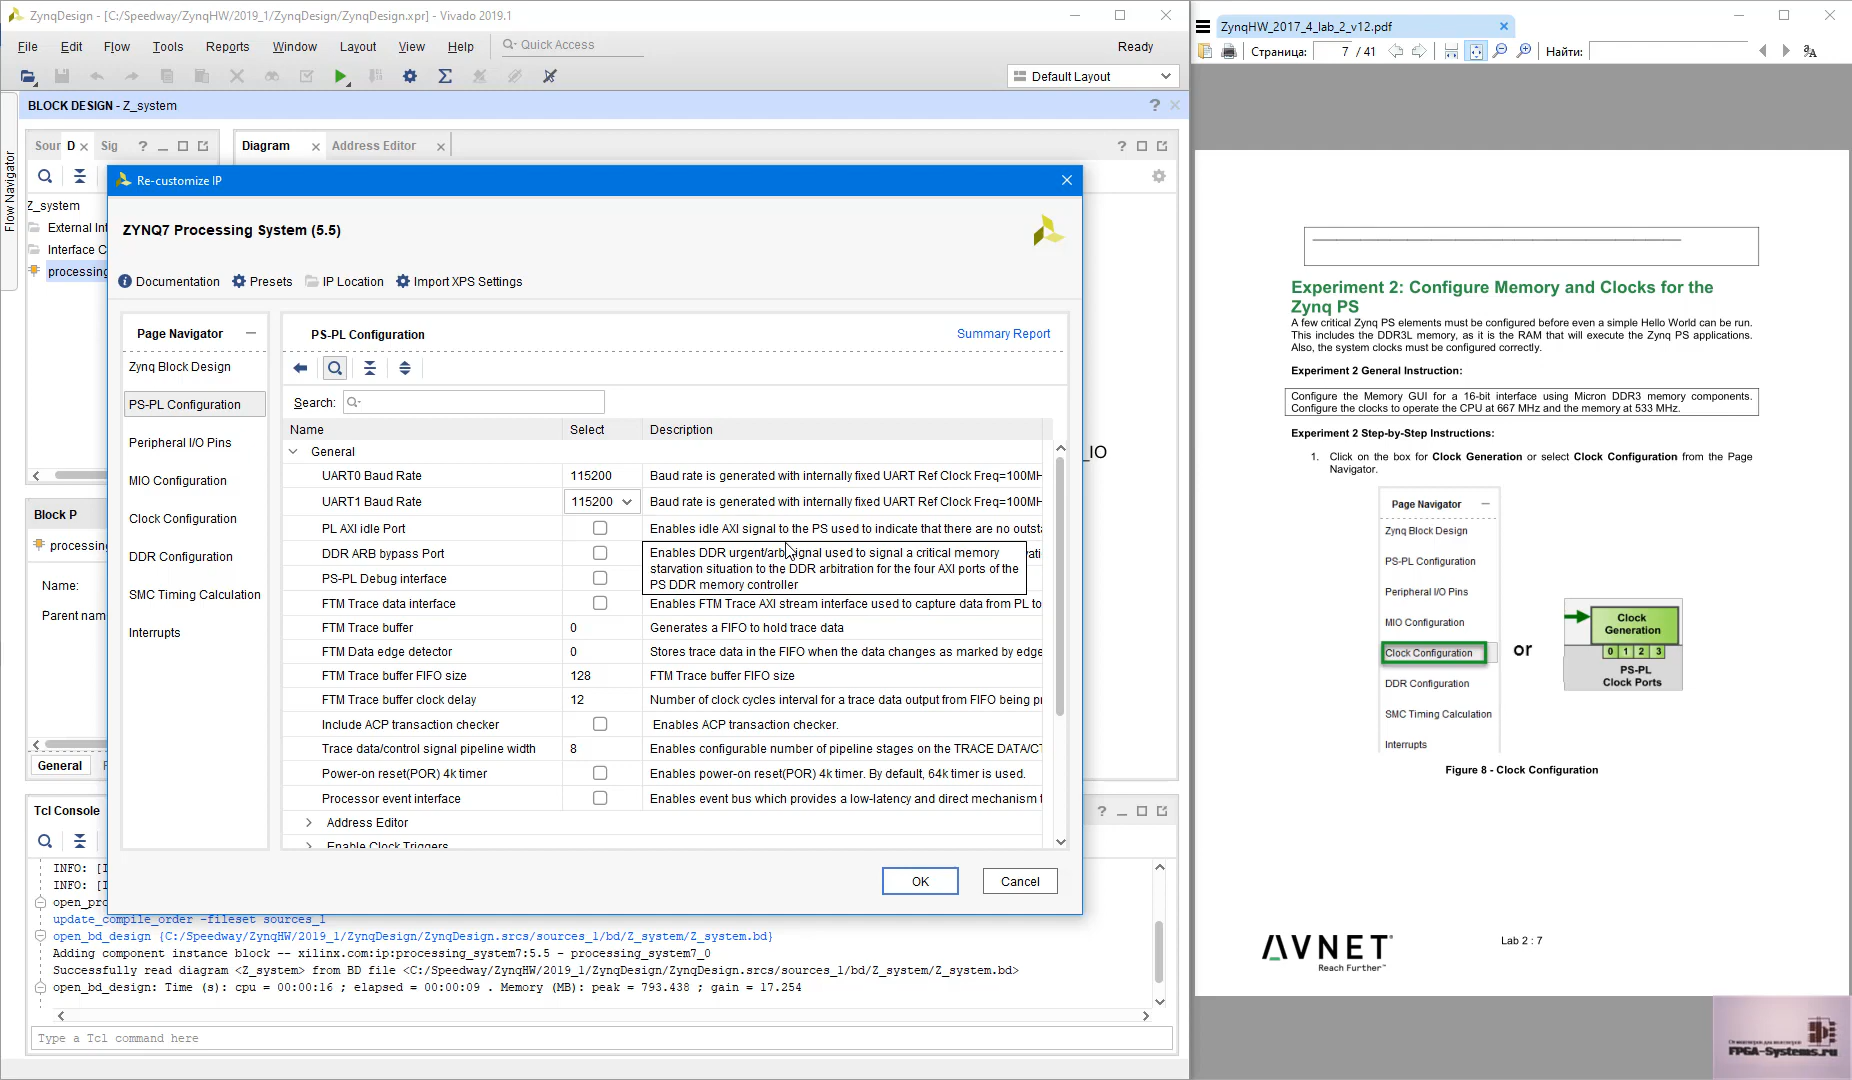 ZynqDesign - [C:/Speedway/ZynqHW/2019_1/ZynqDesign/ZynqDesign.xpr] - Vivado 2019.1
File Edit Flow Tools Reports Window Layout View Help Quick Access Ready
Default Layout
BLOCK DESIGN - Z_system
Flow Navigator
Sour D Sig
Diagram Address Editor
Z_system
External Int
Interface C
processing
_IO
Block P
processin
Name:
Parent nam
General
Re-customize IP
ZYNQ7 Processing System (5.5)
Documentation Presets IP Location Import XPS Settings
Page Navigator
Zynq Block Design
PS-PL Configuration
Peripheral I/O Pins
MIO Configuration
Clock Configuration
DDR Configuration
SMC Timing Calculation
Interrupts
PS-PL Configuration Summary Report
Search:
Name Select Description
General
UART0 Baud Rate 115200 Baud rate is generated with internally fixed UART Ref Clock Freq=100MH
UART1 Baud Rate 115200 Baud rate is generated with internally fixed UART Ref Clock Freq=100MH
PL AXI idle Port Enables idle AXI signal to the PS used to indicate that there are no outsta
DDR ARB bypass Port
Enables DDR urgent/arb signal used to signal a critical memory
starvation situation to the DDR arbitration for the four AXI ports of the
PS DDR memory controller
PS-PL Debug interface
FTM Trace data interface Enables FTM Trace AXI stream interface used to capture data from PL to
FTM Trace buffer 0 Generates a FIFO to hold trace data
FTM Data edge detector 0 Stores trace data in the FIFO when the data changes as marked by edge
FTM Trace buffer FIFO size 128 FTM Trace buffer FIFO size
FTM Trace buffer clock delay 12 Number of clock cycles interval for a trace data output from FIFO being pr
Include ACP transaction checker Enables ACP transaction checker.
Trace data/control signal pipeline width 8 Enables configurable number of pipeline stages on the TRACE DATA/CT
Power-on reset(POR) 4k timer Enables power-on reset(POR) 4k timer. By default, 64k timer is used.
Processor event interface Enables event bus which provides a low-latency and direct mechanism t
Address Editor
Enable Clock Triggers
OK Cancel
Tcl Console
INFO: [I
INFO: [I
open_pro
update_compile_order -fileset sources_1
open_bd_design {C:/Speedway/ZynqHW/2019_1/ZynqDesign/ZynqDesign.srcs/sources_1/bd/Z_system/Z_system.bd}
Adding component instance block -- xilinx.com:ip:processing_system7:5.5 - processing_system7_0
Successfully read diagram <Z_system> from BD file <C:/Speedway/ZynqHW/2019_1/ZynqDesign/ZynqDesign.srcs/sources_1/bd/Z_system/Z_system.bd>
open_bd_design: Time (s): cpu = 00:00:16 ; elapsed = 00:00:09 . Memory (MB): peak = 793.438 ; gain = 17.254
Type a Tcl command here
ZynqHW_2017_4_lab_2_v12.pdf
Страница: 7 / 41 Найти:
Experiment 2: Configure Memory and Clocks for the
Zynq PS
A few critical Zynq PS elements must be configured before even a simple Hello World can be run.
This includes the DDR3L memory, as it is the RAM that will execute the Zynq PS applications.
Also, the system clocks must be configured correctly.
Experiment 2 General Instruction:
Configure the Memory GUI for a 16-bit interface using Micron DDR3 memory components.
Configure the clocks to operate the CPU at 667 MHz and the memory at 533 MHz.
Experiment 2 Step-by-Step Instructions:
1. Click on the box for Clock Generation or select Clock Configuration from the Page
Navigator.
Page Navigator
Zynq Block Design
PS-PL Configuration
Peripheral I/O Pins
MIO Configuration
Clock Configuration
DDR Configuration
SMC Timing Calculation
Interrupts
or
Clock
Generation
0 1 2 3
PS-PL
Clock Ports
Figure 8 - Clock Configuration
AVNET
Reach Further™
Lab 2 : 7
FPGA-Systems.ru